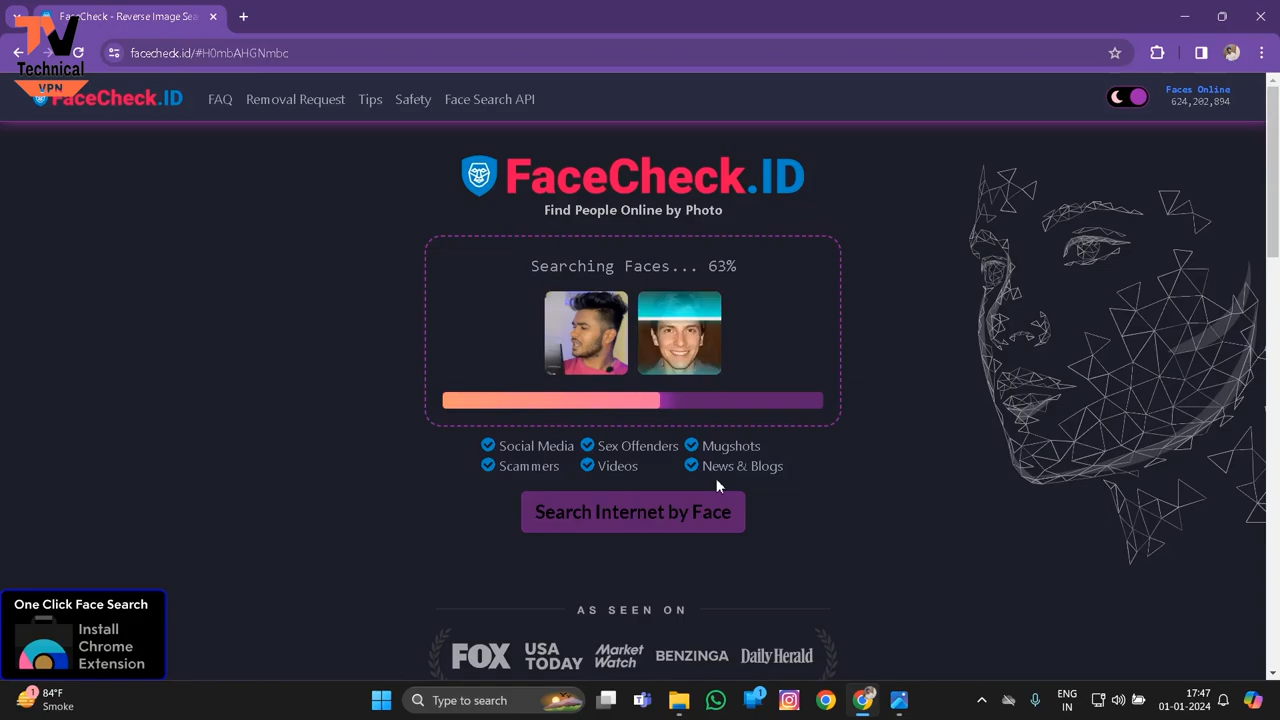 FaceCheck - Reverse Image Sea
facecheck.id/#H0mbAHGNmbc
TV
Technical
VPN
FaceCheck.ID
FAQ
Removal Request
Tips
Safety
Face Search API
Faces Online
624,202,894
FaceCheck.ID
Find People Online by Photo
Searching Faces... 63%
Social Media
Sex Offenders
Mugshots
Scammers
Videos
News & Blogs
Search Internet by Face
One Click Face Search
Install
Chrome
Extension
AS SEEN ON
FOX
USA
TODAY
Market
Watch
BENZINGA
Daily Herald
1
84°F
Smoke
Type to search
1
ENG
IN
17:47
01-01-2024